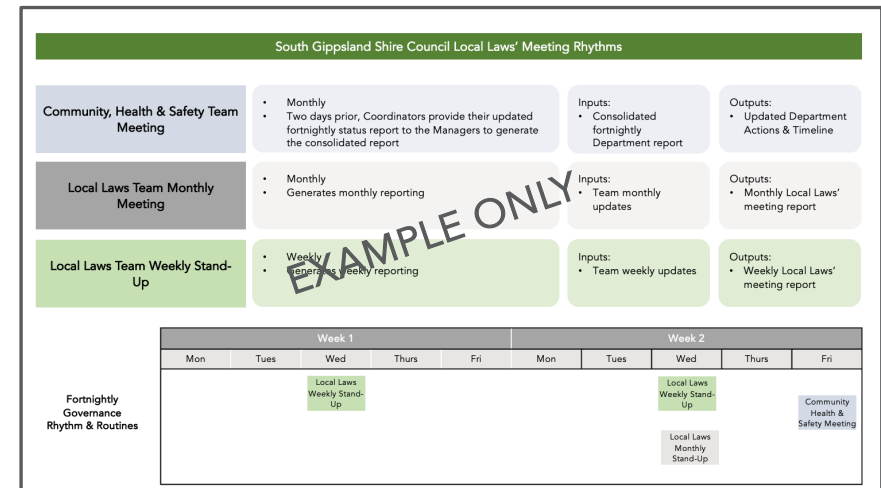 South Gippsland Shire Council Local Laws' Meeting Rhythms
Community, Health & Safety Team
Meeting
• Monthly
• Two days prior, Coordinators provide their updated
fortnightly status report to the Managers to generate
the consolidated report
Inputs:
• Consolidated
fortnightly
Department report
Outputs:
• Updated Department
Actions & Timeline
Local Laws Team Monthly
Meeting
• Monthly
• Generates monthly reporting
Inputs:
• Team monthly
updates
Outputs:
• Monthly Local Laws'
meeting report
EXAMPLE ONLY
Local Laws Team Weekly Stand-
Up
• Weekly
• Generates weekly reporting
Inputs:
• Team weekly updates
Outputs:
• Weekly Local Laws'
meeting report
Week 1
Week 2
Mon Tues Wed Thurs Fri Mon Tues Wed Thurs Fri
Fortnightly
Governance
Rhythm & Routines
Local Laws
Weekly Stand-
Up
Local Laws
Weekly Stand-
Up
Local Laws
Monthly
Stand-Up
Community
Health &
Safety Meeting